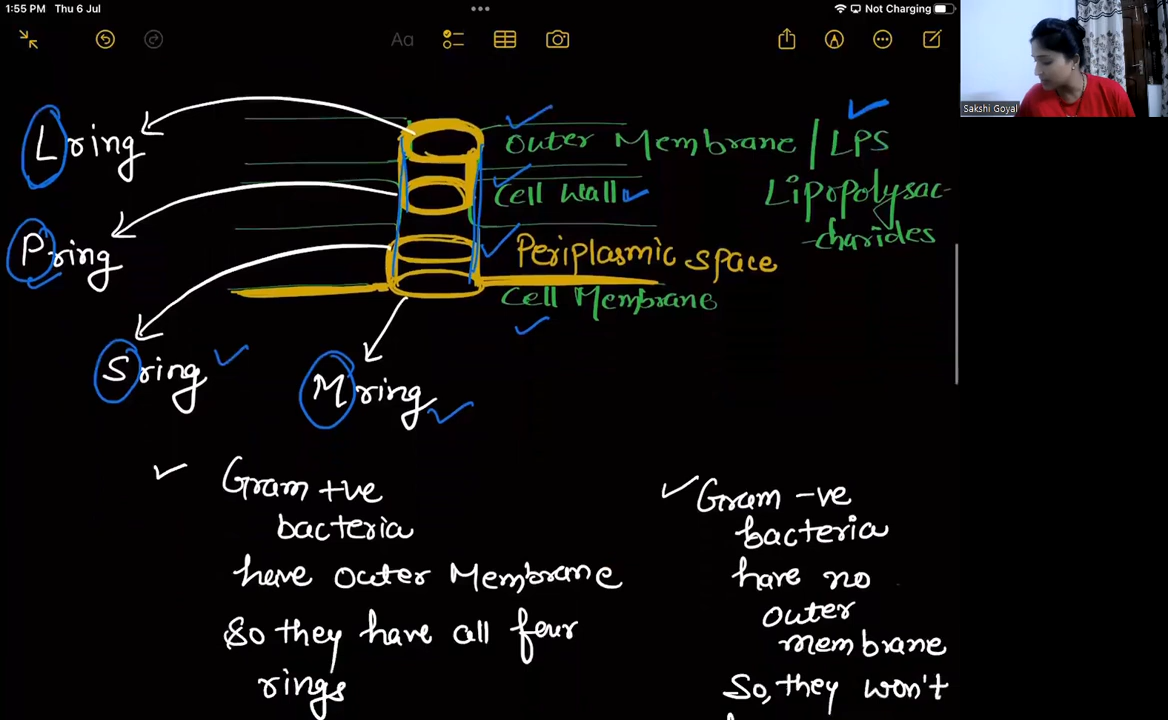 1:55 PM Thu 6 Jul
Not Charging
Aa
Sakshi Goyal
L ring
Outer Membrane / LPS
Cell Wall
Lipopolysac-
-charides
P ring
Periplasmic space
Cell Membrane
S ring
M ring
Gram +ve
bacteria
have outer Membrane
So they have all four
rings
Gram -ve
bacteria
have no
outer
membrane
So, they won't